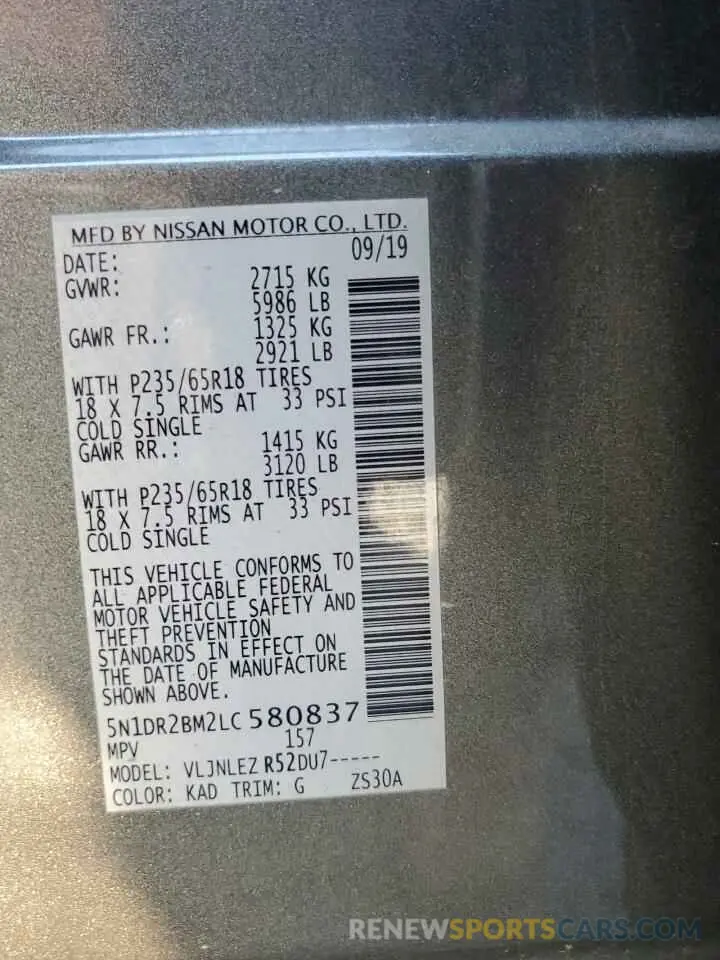 MFD BY NISSAN MOTOR CO., LTD.
DATE: 09/19
GVWR: 2715 KG
5986 LB
GAWR FR.: 1325 KG
2921 LB
WITH P235/65R18 TIRES
18 X 7.5 RIMS AT 33 PSI
COLD SINGLE
GAWR RR.: 1415 KG
3120 LB
WITH P235/65R18 TIRES
18 X 7.5 RIMS AT 33 PSI
COLD SINGLE
THIS VEHICLE CONFORMS TO
ALL APPLICABLE FEDERAL
MOTOR VEHICLE SAFETY AND
THEFT PREVENTION
STANDARDS IN EFFECT ON
THE DATE OF MANUFACTURE
SHOWN ABOVE.
5N1DR2BM2LC580837
MPV 157
MODEL: VLJNLEZ R52DU7-----
COLOR: KAD TRIM: G ZS30A
RENEWSPORTSCARS.COM